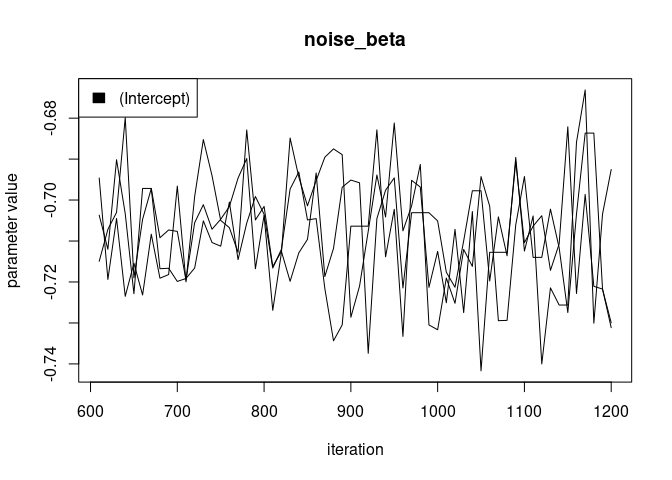 noise_beta
(Intercept)
parameter value
-0.68
-0.70
-0.72
-0.74
600 700 800 900 1000 1100 1200
iteration